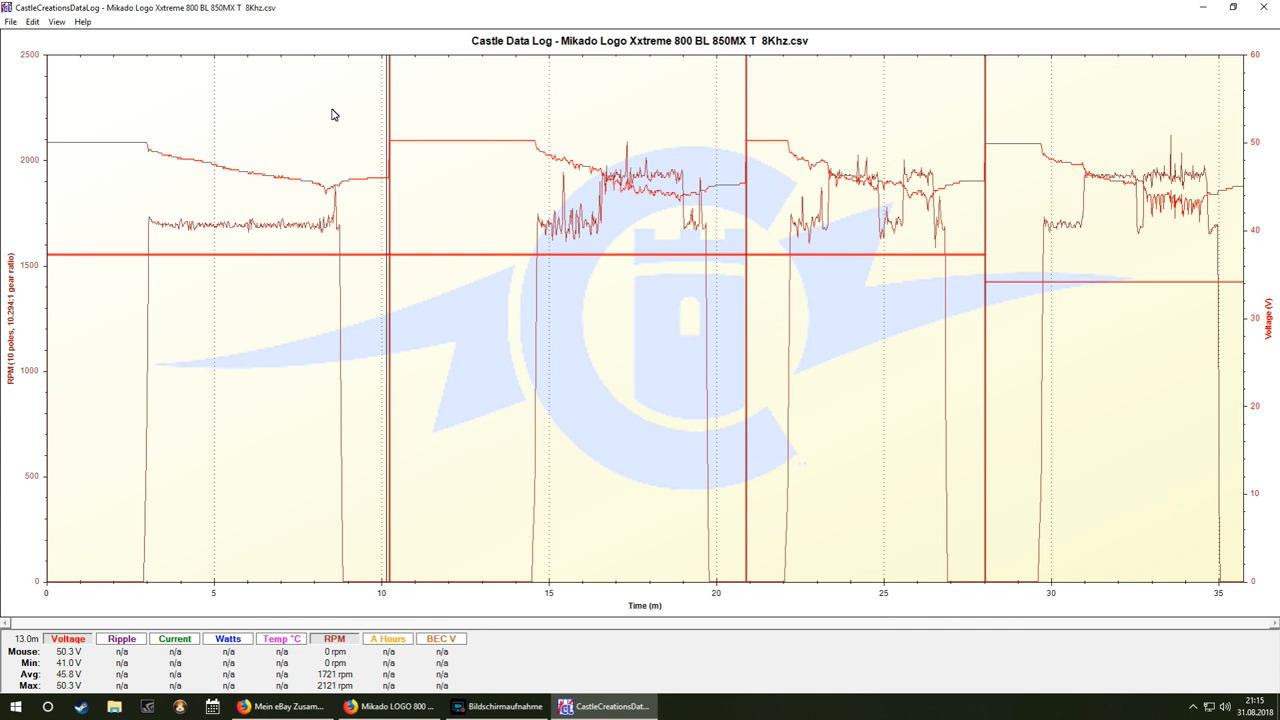 CastleCreationsDataLog - Mikado Logo Xxtreme 800 BL 850MX T  8Khz.csv
File Edit View Help
Castle Data Log - Mikado Logo Xxtreme 800 BL 850MX T  8Khz.csv
2500
2000
1500
1000
500
0
RPM (10 poles, 10.294:1 gear ratio)
60
50
40
30
20
10
0
Voltage (V)
0 5 10 15 20 25 30 35
Time (m)
13.0m Voltage Ripple Current Watts Temp °C RPM A Hours BEC V
Mouse: 50.3 V n/a n/a n/a n/a 0 rpm n/a n/a
Min: 41.0 V n/a n/a n/a n/a 0 rpm n/a n/a
Avg: 45.8 V n/a n/a n/a n/a 1721 rpm n/a n/a
Max: 50.3 V n/a n/a n/a n/a 2121 rpm n/a n/a
Mein eBay Zusam... Mikado LOGO 800 ... Bildschirmaufnahme CastleCreationsDat...
21:15
31.08.2018